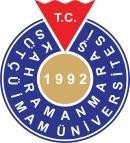 T.C.
KAHRAMANMARAŞ
SÜTÇÜ İMAM ÜNİVERSİTESİ
1992